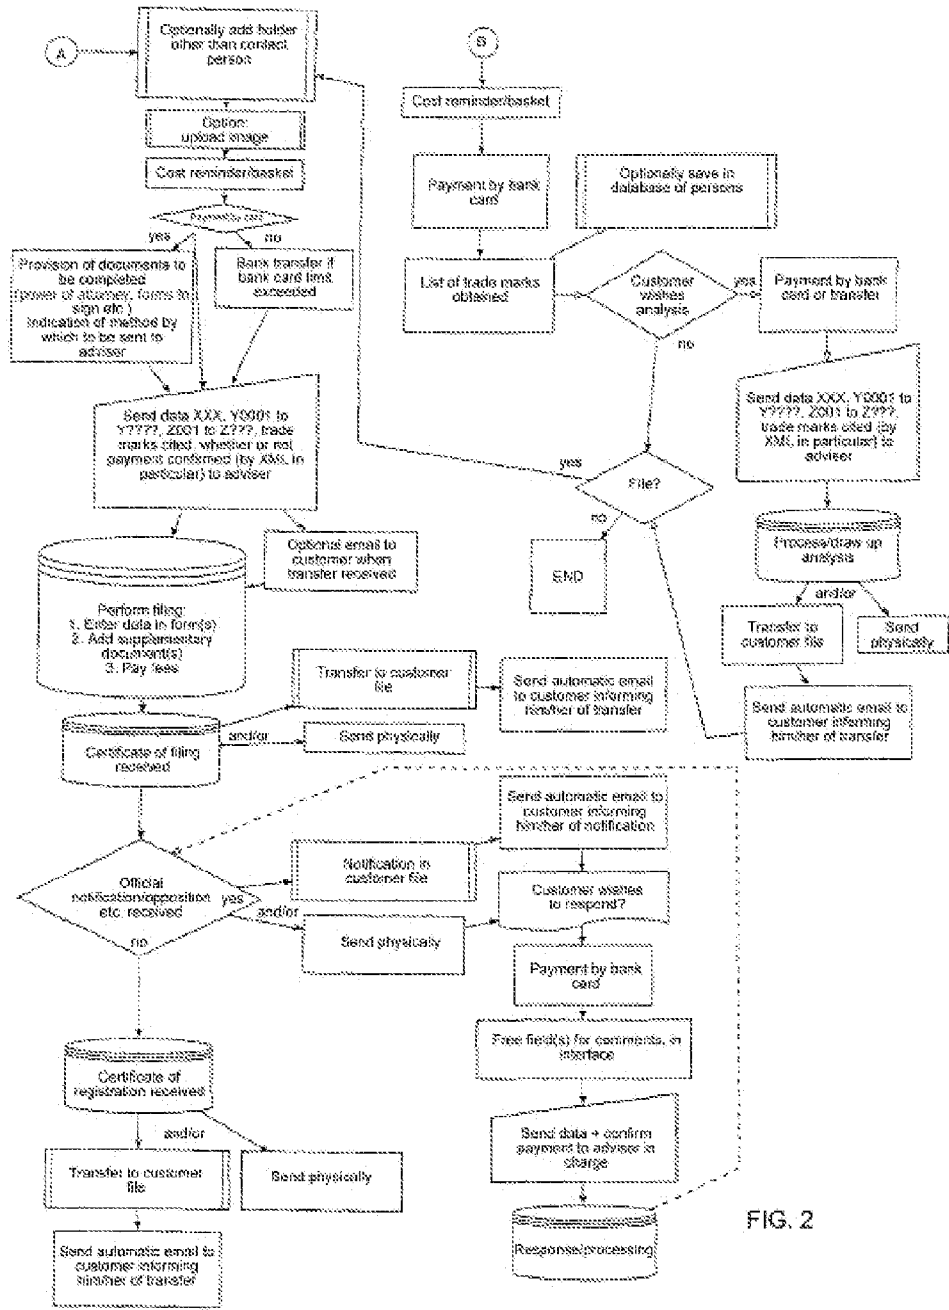 A
Optionally add holder
other than contact
person
Option:
upload image
Cost reminder/basket
Payment by card
yes
no
Provision of documents to
be completed
(power of attorney, forms to
sign etc.)
Indication of method by
which to be sent to
adviser
Bank transfer if
bank card limit
exceeded
Send data XXX, Y0001 to
Y????, Z001 to Z???, trade
marks cited, whether or not
payment confirmed (by XML in
particular) to adviser
Optional email to
customer when
transfer received
Perform filing:
1. Enter data in form(s)
2. Add supplementary
document(s)
3. Pay fees
Transfer to customer
file
Send automatic email
to customer informing
him/her of transfer
and/or
Send physically
Certificate of filing
received
B
Cost reminder/basket
Payment by bank
card
Optionally save in
database of persons
List of trade marks
obtained
Customer
wishes
analysis
yes
no
Payment by bank
card or transfer
Send data XXX, Y0001 to
Y????, Z001 to Z???,
trade marks cited (by
XML in particular) to
adviser
yes
File?
no
END
Process/draw up
analysis
and/or
Transfer to
customer file
Send
physically
Send automatic email to
customer informing
him/her of transfer
Official
notification/opposition
etc. received
yes
no
Notification in
customer file
and/or
Send physically
Send automatic email to
customer informing
him/her of notification
Customer wishes
to respond?
Payment by bank
card
Free field(s) for comments, in
interface
Send data + confirm
payment to adviser in
charge
Response/processing
Certificate of
registration received
and/or
Transfer to customer
file
Send physically
Send automatic email to
customer informing
him/her of transfer
FIG. 2